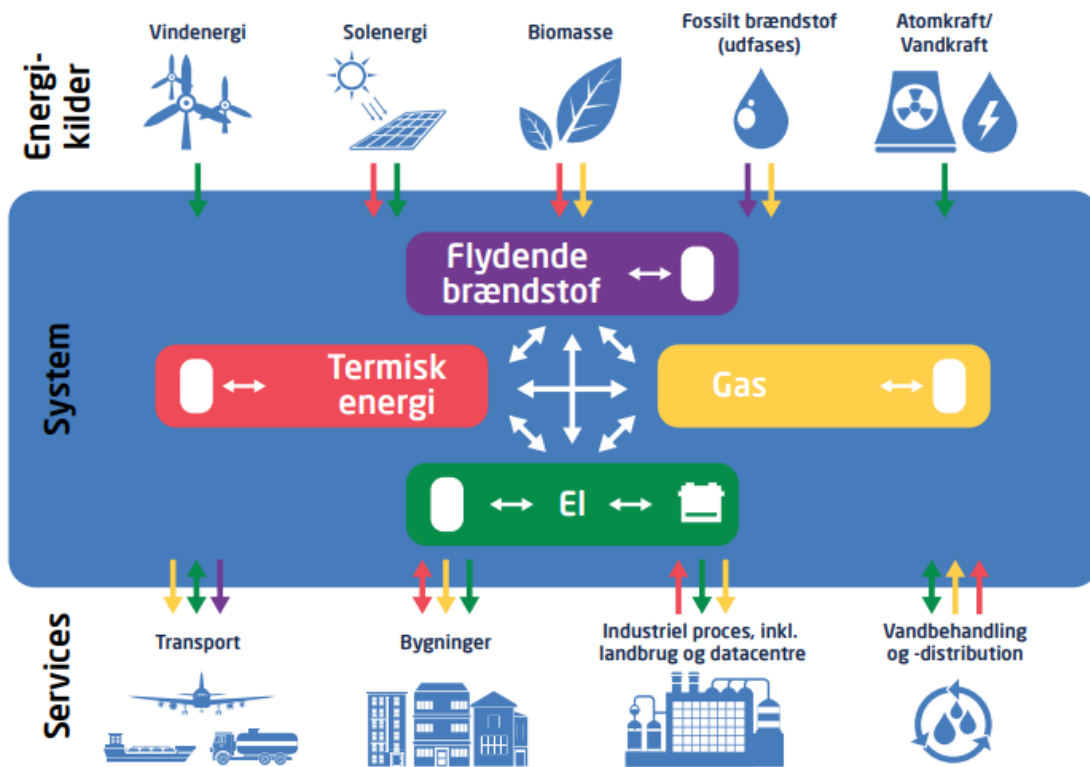 Energi-
kilder
Vindenergi
Solenergi
Biomasse
Fossilt brændstof
(udfases)
Atomkraft/
Vandkraft
System
Flydende
brændstof
Termisk
energi
Gas
El
Services
Transport
Bygninger
Industriel proces, inkl.
landbrug og datacentre
Vandbehandling
og -distribution